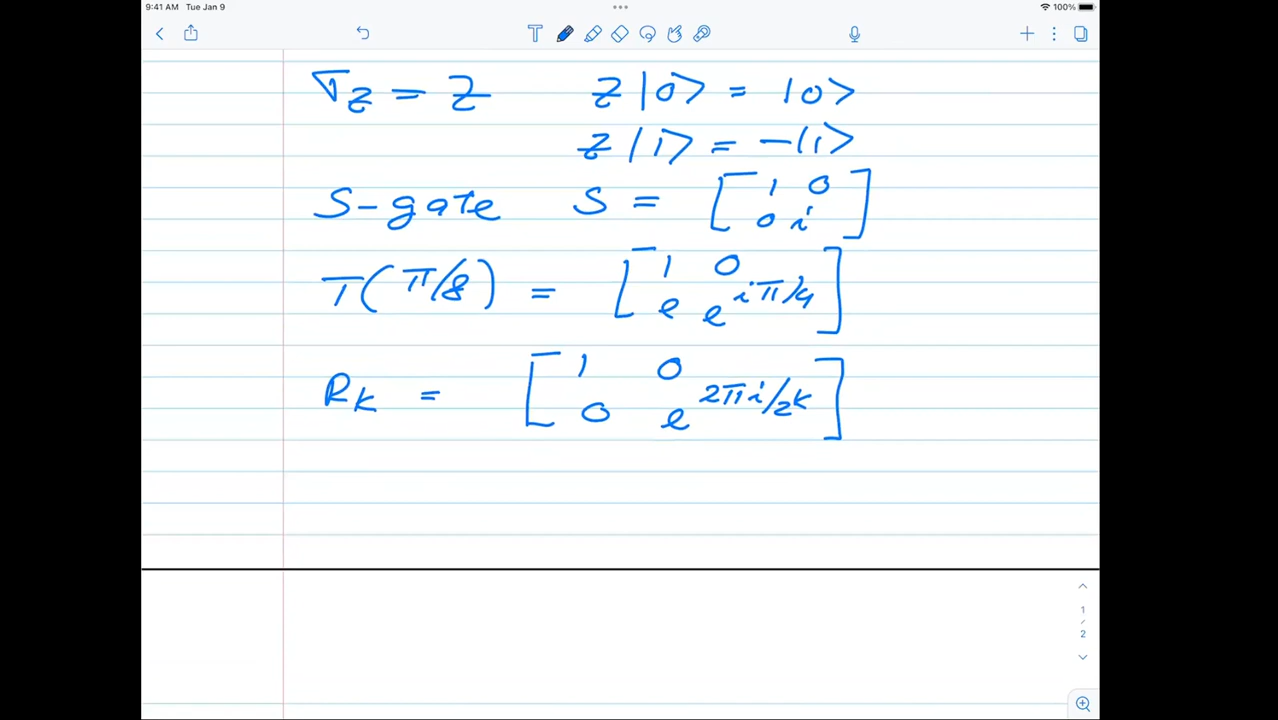 9:41 AM Tue Jan 9
100%
σz = Z Z|0> = |0>
Z|1> = -|1>
S-gate S = [1 0
0 i]
T(π/8) = [1 0
e e^iπ/4]
Rk = [1 0
0 e^2πi/2k]
1
/
2